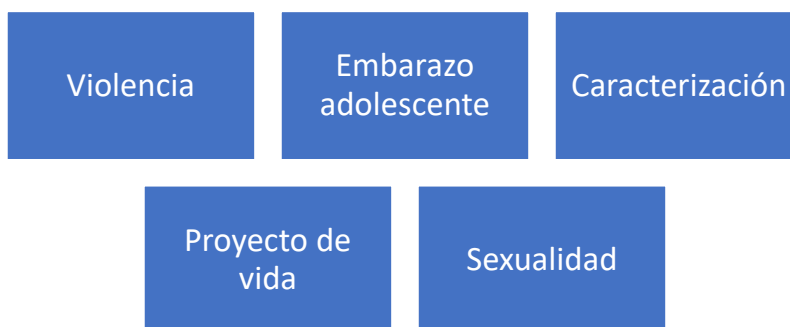 Violencia
Embarazo
adolescente
Caracterización
Proyecto de
vida
Sexualidad